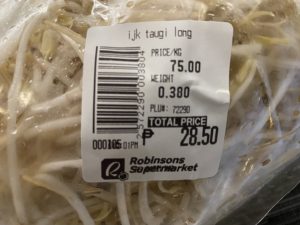 ijk taugi long
PRICE/KG
75.00
WEIGHT
0.380
PLU#: 72290
TOTAL PRICE
₱ 28.50
Robinsons
Supermarket